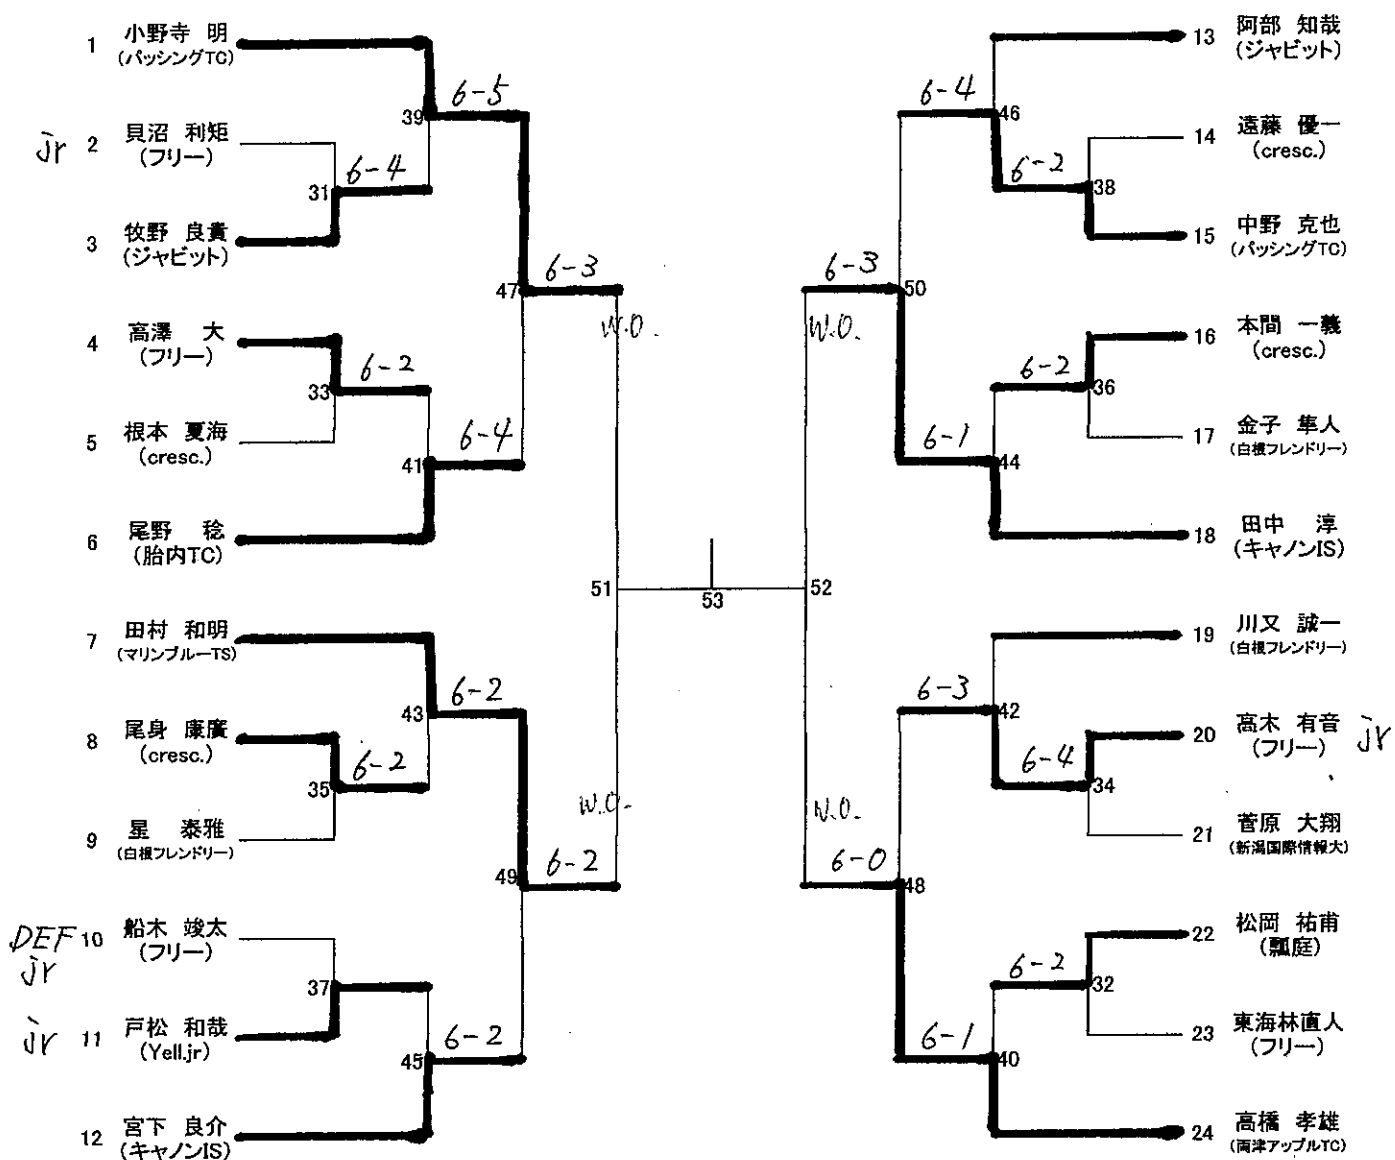 1 小野寺 明
(パッシングTC)
6-5
39
jr 2 貝沼 利矩
(フリー)
6-4
31
3 牧野 良貴
(ジャビット)
6-3
47
W.O.
4 高澤 大
(フリー)
6-2
33
5 根本 夏海
(cresc.)
6-4
41
6 尾野 稔
(胎内TC)
51
53
7 田村 和明
(マリンブルーTS)
6-2
43
8 尾身 康廣
(cresc.)
6-2
35
9 星 泰雅
(白根フレンドリー)
W.O.
49
6-2
DEF 10 船木 竣太
jr (フリー)
37
jr 11 戸松 和哉
(Yell.jr)
6-2
45
12 宮下 良介
(キャノンIS)
13 阿部 知哉
(ジャビット)
6-4
46
14 遠藤 優一
(cresc.)
6-2
38
15 中野 克也
(パッシングTC)
6-3
50
W.O.
16 本間 一義
(cresc.)
6-2
36
17 金子 隼人
(白根フレンドリー)
6-1
44
18 田中 淳
(キャノンIS)
52
19 川又 誠一
(白根フレンドリー)
6-3
42
20 高木 有音 jr
(フリー)
6-4
34
21 菅原 大翔
(新潟国際情報大)
W.O.
6-0
48
22 松岡 祐甫
(瓢庭)
6-2
32
23 東海林直人
(フリー)
6-1
40
24 高橋 孝雄
(両津アップルTC)